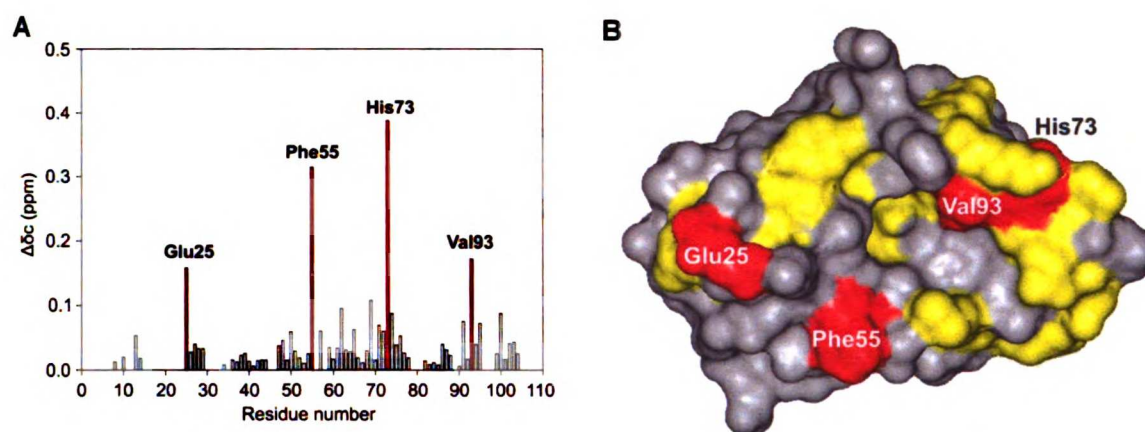 A
0.5
0.4
0.3
0.2
0.1
0.0
Δδc (ppm)
Glu25
Phe55
His73
Val93
0 10 20 30 40 50 60 70 80 90 100 110
Residue number
B
His73
Val93
Glu25
Phe55